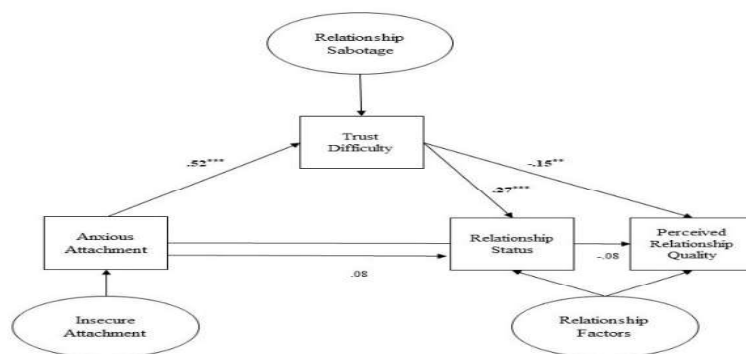 Relationship
Sabotage
Trust
Difficulty
.52***
-.15**
.27***
Anxious
Attachment
Relationship
Status
Perceived
Relationship
Quality
.08
-.08
Insecure
Attachment
Relationship
Factors